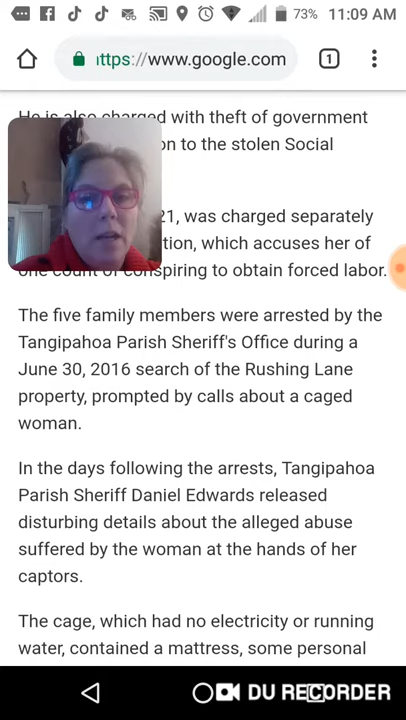 73% 11:09 AM
ttps://www.google.com
1
He is also charged with theft of government
on to the stolen Social
21, was charged separately
tion, which accuses her of
one count of conspiring to obtain forced labor.
The five family members were arrested by the
Tangipahoa Parish Sheriff's Office during a
June 30, 2016 search of the Rushing Lane
property, prompted by calls about a caged
woman.
In the days following the arrests, Tangipahoa
Parish Sheriff Daniel Edwards released
disturbing details about the alleged abuse
suffered by the woman at the hands of her
captors.
The cage, which had no electricity or running
water, contained a mattress, some personal
DU RECORDER